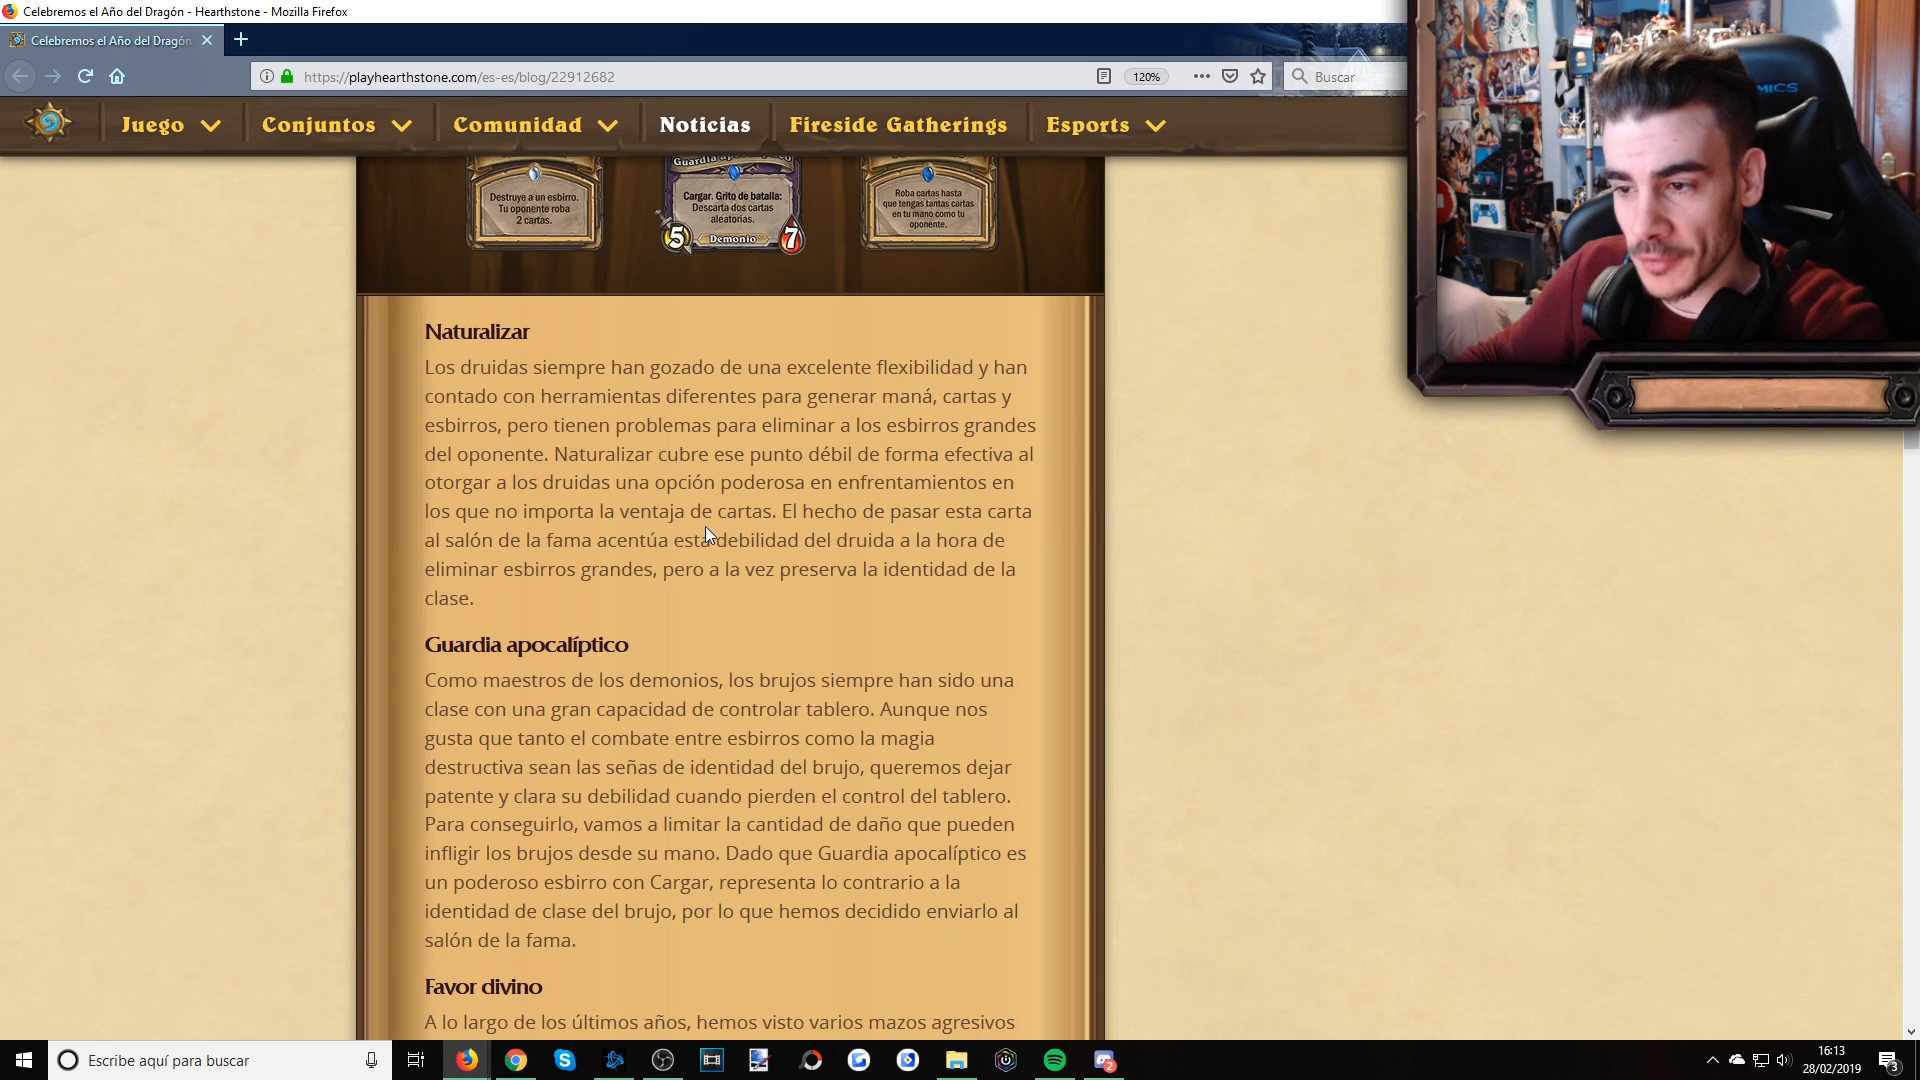 Celebremos el Año del Dragón - Hearthstone - Mozilla Firefox
Celebremos el Año del Dragón
https://playhearthstone.com/es-es/blog/22912682
120%
Buscar
Juego
Conjuntos
Comunidad
Noticias
Fireside Gatherings
Esports
Destruye a un esbirro.
Tu oponente roba
2 cartas.
Cargar. Grito de batalla:
Descarta dos cartas
aleatorias.
5
Demonio
7
Roba cartas hasta
que tengas tantas cartas
en tu mano como tu
oponente.
Naturalizar
Los druidas siempre han gozado de una excelente flexibilidad y han
contado con herramientas diferentes para generar maná, cartas y
esbirros, pero tienen problemas para eliminar a los esbirros grandes
del oponente. Naturalizar cubre ese punto débil de forma efectiva al
otorgar a los druidas una opción poderosa en enfrentamientos en
los que no importa la ventaja de cartas. El hecho de pasar esta carta
al salón de la fama acentúa esta debilidad del druida a la hora de
eliminar esbirros grandes, pero a la vez preserva la identidad de la
clase.
Guardia apocalíptico
Como maestros de los demonios, los brujos siempre han sido una
clase con una gran capacidad de controlar tablero. Aunque nos
gusta que tanto el combate entre esbirros como la magia
destructiva sean las señas de identidad del brujo, queremos dejar
patente y clara su debilidad cuando pierden el control del tablero.
Para conseguirlo, vamos a limitar la cantidad de daño que pueden
infligir los brujos desde su mano. Dado que Guardia apocalíptico es
un poderoso esbirro con Cargar, representa lo contrario a la
identidad de clase del brujo, por lo que hemos decidido enviarlo al
salón de la fama.
Favor divino
A lo largo de los últimos años, hemos visto varios mazos agresivos
Escribe aquí para buscar
2
16:13
28/02/2019
3